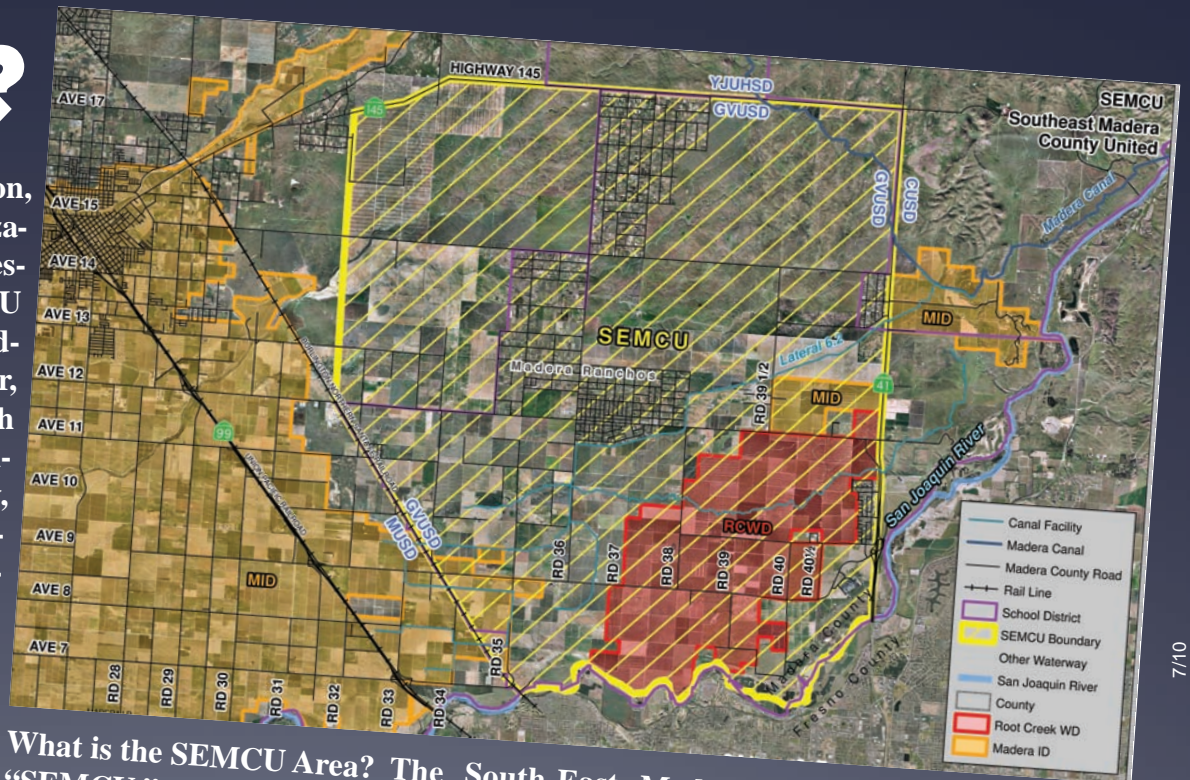 ?
on,
za-
es-
U
d-
r,
h
-
,
-
.
SEMCU
Southeast Madera
County United
HIGHWAY 145
145
YJUHSD
GVUSD
GVUSD
CUSD
Madera Canal
AVE 17
AVE 15
AVE 14
AVE 13
AVE 12
AVE 11
AVE 10
AVE 9
AVE 8
AVE 7
99
MID
MID
MID
SEMCU
Madera Ranchos
Lateral 6.2
RD 39 1/2
41
San Joaquin River
GVUSD
MUSD
RCWD
RD 36
RD 37
RD 38
RD 39
RD 40
RD 40½
RD 35
RD 28
RD 29
RD 30
RD 31
RD 32
RD 33
RD 34
Madera County
Fresno County
Canal Facility
Madera Canal
Madera County Road
Rail Line
School District
SEMCU Boundary
Other Waterway
San Joaquin River
County
Root Creek WD
Madera ID
7/10
What is the SEMCU Area? The South East